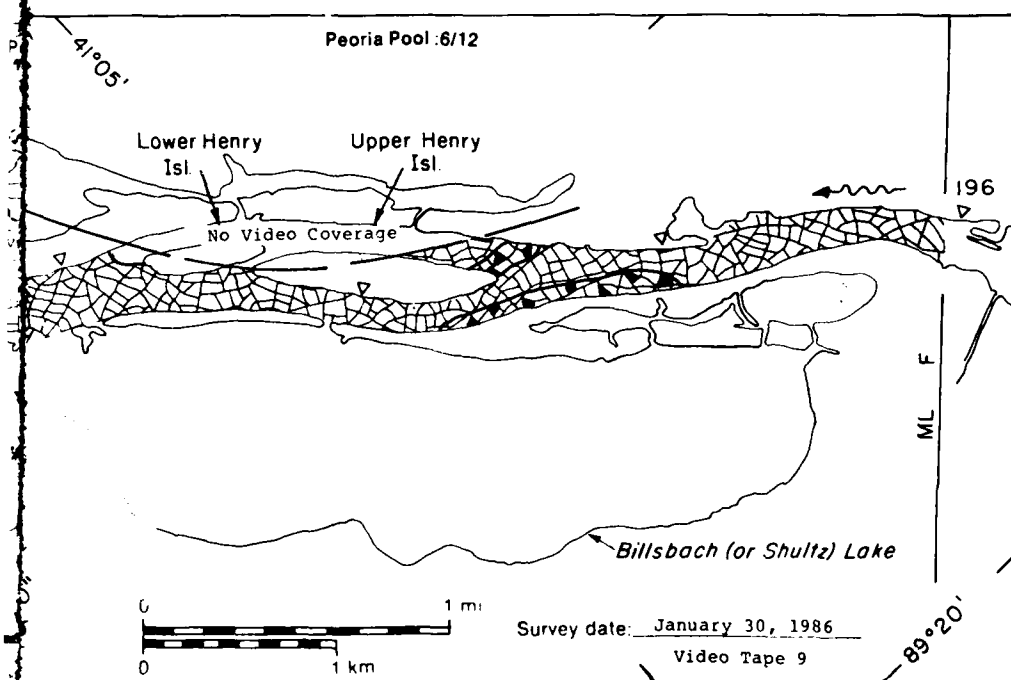 Peoria Pool :6/12
41°05'
Lower Henry
Isl.
Upper Henry
Isl.
196
No Video Coverage
ML F
Billsbach (or Shultz) Lake
0 1 mi
0 1 km
Survey date: January 30, 1986
Video Tape 9
89°20'